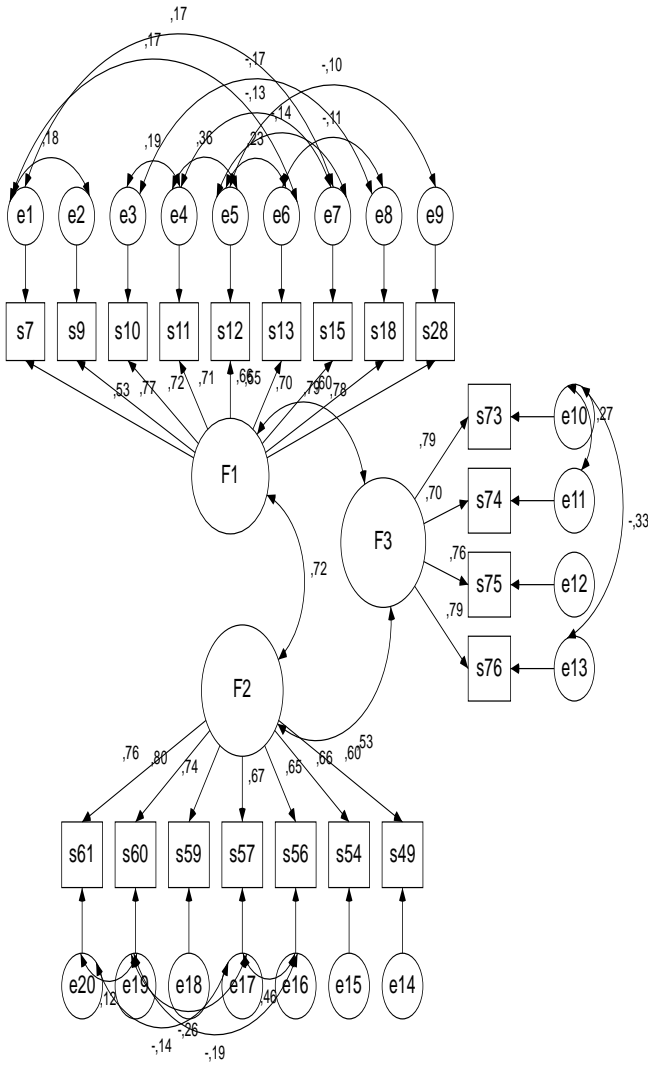 ,17
,17
-,17
-,10
-,13
-,14
-,11
,18
,19
,36
,23
e1 e2 e3 e4 e5 e6 e7 e8 e9
s7 s9 s10 s11 s12 s13 s15 s18 s28
,53 ,77 ,72 ,71 ,66 ,65 ,70 ,79 ,60 ,78
F1
s73 e10 ,27
,79
,70
s74 e11
-,33
F3
,76
s75 e12
,72
,79
s76 e13
F2
,76 ,80 ,74 ,67 ,65 ,66 ,60 ,53
s61 s60 s59 s57 s56 s54 s49
e20 e19 e18 e17 e16 e15 e14
,12 ,46
-,26
-,14 -,19